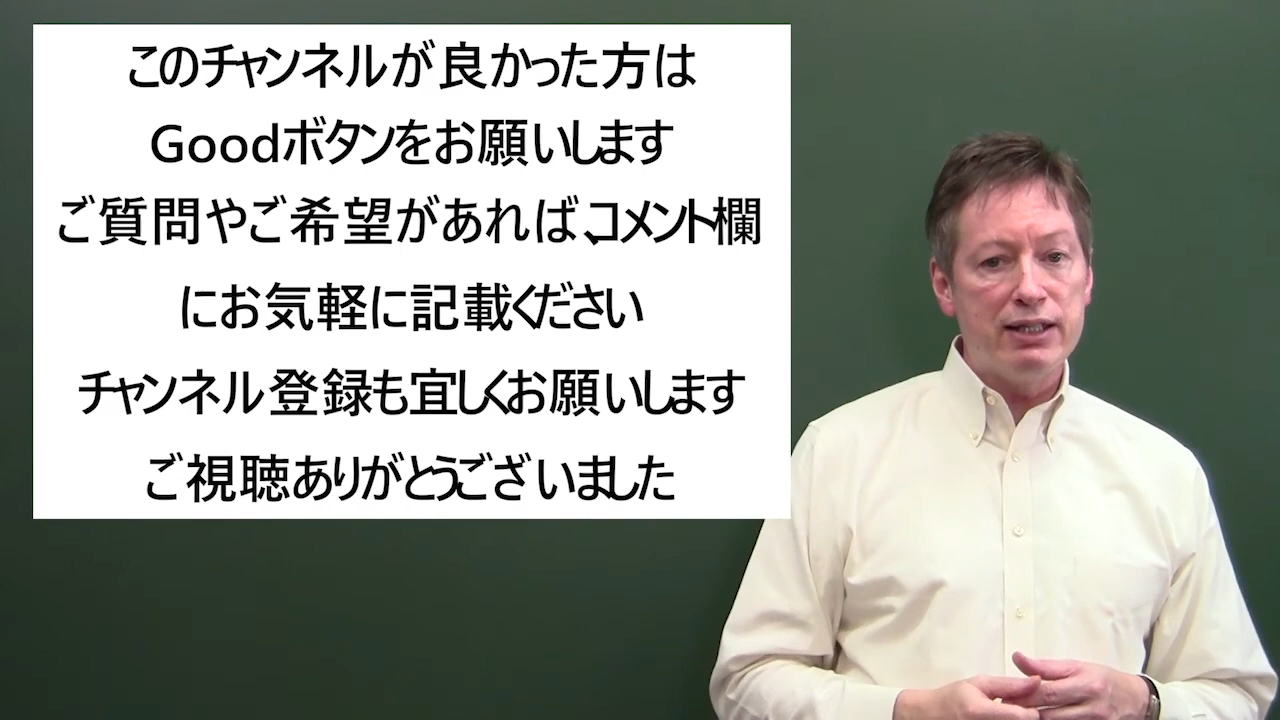 このチャンネルが良かった方は
Goodボタンをお願いします
ご質問やご希望があれば、コメント欄
にお気軽に記載ください
チャンネル登録も宜しくお願いします
ご視聴ありがとうございました